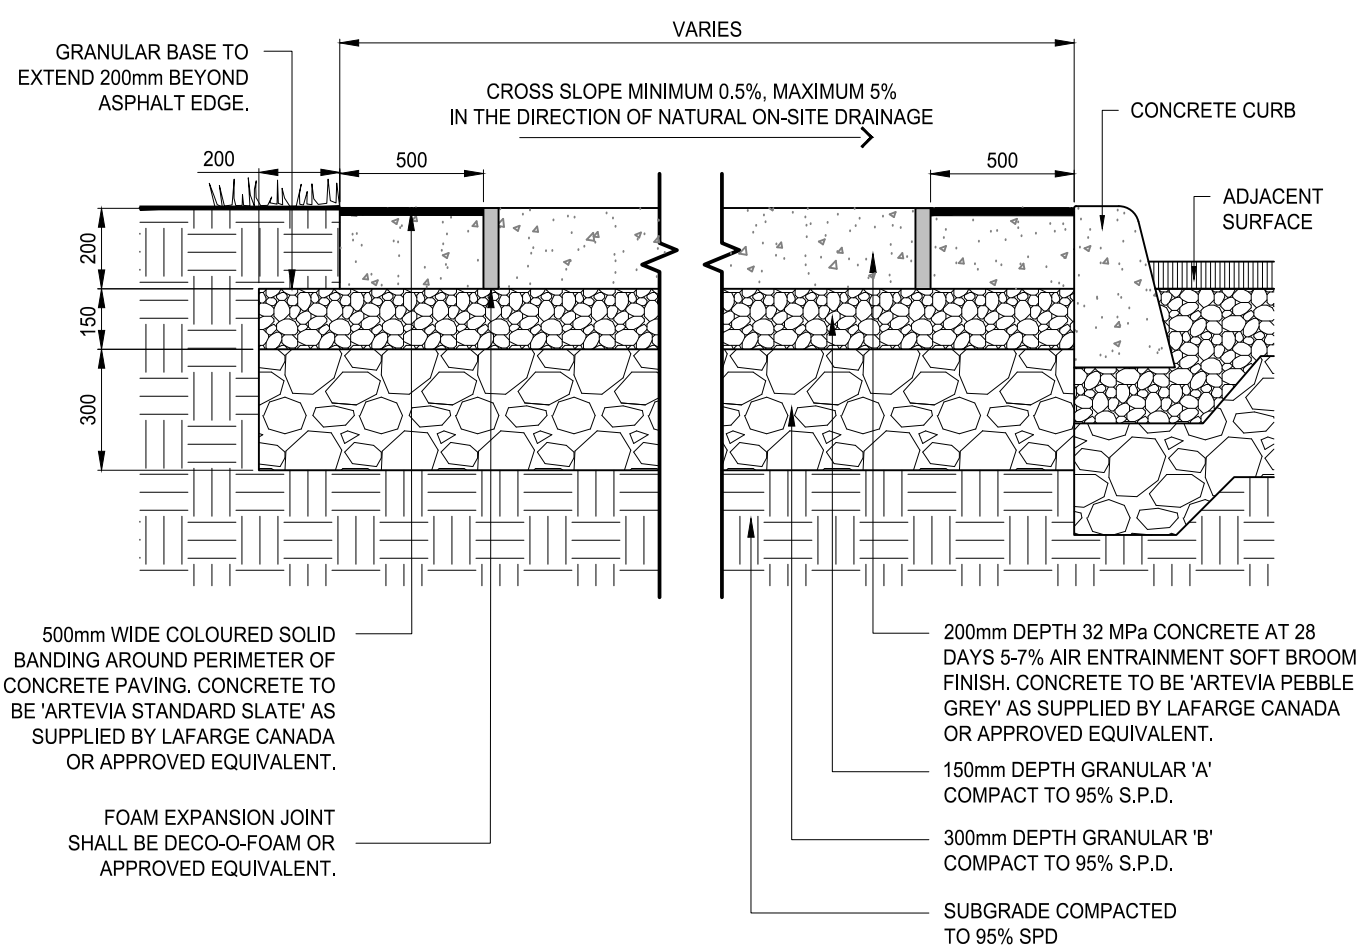 VARIES
GRANULAR BASE TO
EXTEND 200mm BEYOND
ASPHALT EDGE.
CROSS SLOPE MINIMUM 0.5%, MAXIMUM 5%
IN THE DIRECTION OF NATURAL ON-SITE DRAINAGE
CONCRETE CURB
200
500
500
ADJACENT
SURFACE
200
150
300
500mm WIDE COLOURED SOLID
BANDING AROUND PERIMETER OF
CONCRETE PAVING. CONCRETE TO
BE 'ARTEVIA STANDARD SLATE' AS
SUPPLIED BY LAFARGE CANADA
OR APPROVED EQUIVALENT.
FOAM EXPANSION JOINT
SHALL BE DECO-O-FOAM OR
APPROVED EQUIVALENT.
200mm DEPTH 32 MPa CONCRETE AT 28
DAYS 5-7% AIR ENTRAINMENT SOFT BROOM
FINISH. CONCRETE TO BE 'ARTEVIA PEBBLE
GREY' AS SUPPLIED BY LAFARGE CANADA
OR APPROVED EQUIVALENT.
150mm DEPTH GRANULAR 'A'
COMPACT TO 95% S.P.D.
300mm DEPTH GRANULAR 'B'
COMPACT TO 95% S.P.D.
SUBGRADE COMPACTED
TO 95% SPD